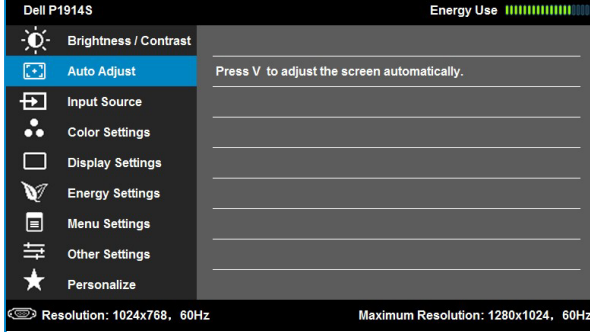 Dell P1914S Energy Use
Brightness / Contrast
Auto Adjust Press V to adjust the screen automatically.
Input Source
Color Settings
Display Settings
Energy Settings
Menu Settings
Other Settings
Personalize
Resolution: 1024x768, 60Hz Maximum Resolution: 1280x1024, 60Hz